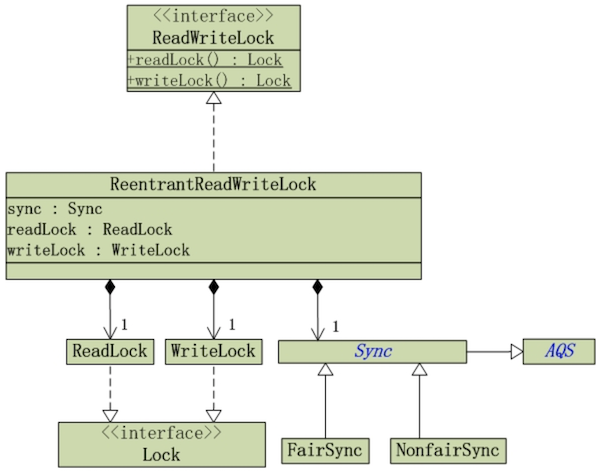 <<interface>>
ReadWriteLock
+readLock() : Lock
+writeLock() : Lock
ReentrantReadWriteLock
sync : Sync
readLock : ReadLock
writeLock : WriteLock
1
1
1
ReadLock
WriteLock
Sync
AQS
<<interface>>
Lock
FairSync
NonfairSync